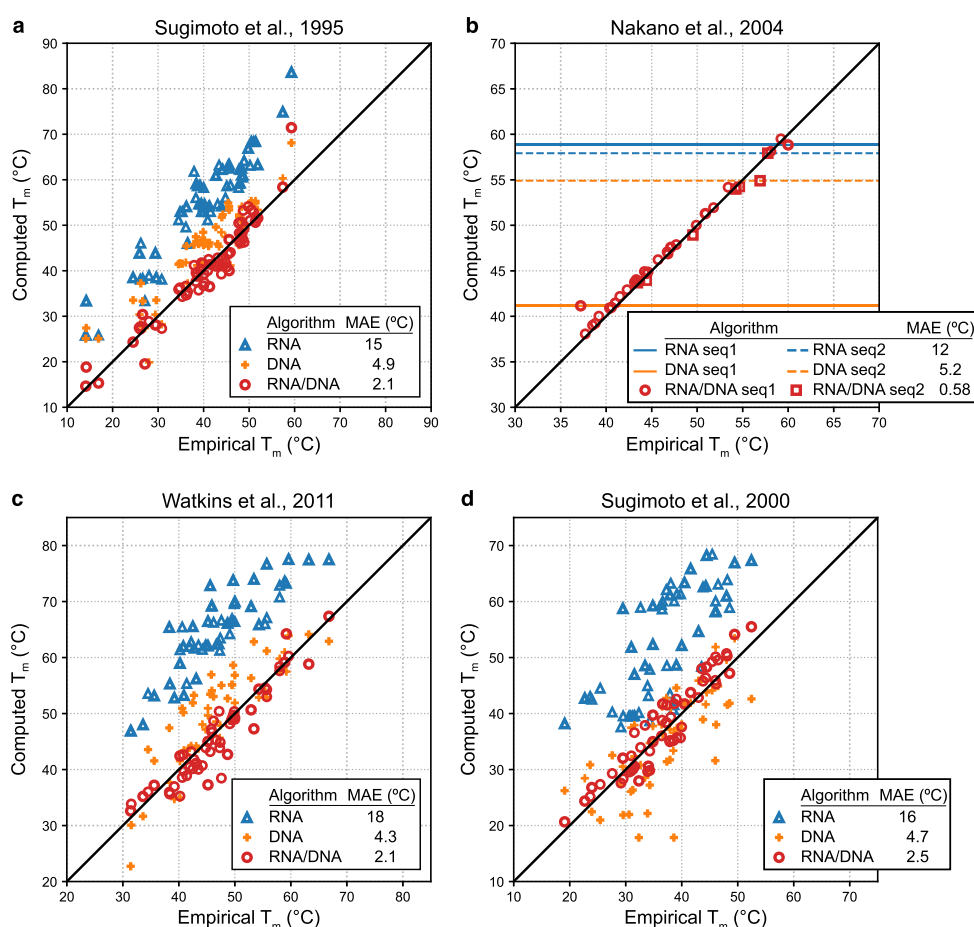 a
Sugimoto et al., 1995
90
80
70
60
50
40
30
20
10
Computed Tm (°C)
10 20 30 40 50 60 70 80 90
Empirical Tm (°C)
Algorithm MAE (ºC)
RNA 15
DNA 4.9
RNA/DNA 2.1
b
Nakano et al., 2004
70
65
60
55
50
45
40
35
30
Computed Tm (°C)
30 35 40 45 50 55 60 65 70
Empirical Tm (°C)
Algorithm MAE (ºC)
RNA seq1 RNA seq2 12
DNA seq1 DNA seq2 5.2
RNA/DNA seq1 RNA/DNA seq2 0.58
c
Watkins et al., 2011
80
70
60
50
40
30
20
Computed Tm (°C)
20 30 40 50 60 70 80
Empirical Tm (°C)
Algorithm MAE (ºC)
RNA 18
DNA 4.3
RNA/DNA 2.1
d
Sugimoto et al., 2000
70
60
50
40
30
20
10
Computed Tm (°C)
10 20 30 40 50 60 70
Empirical Tm (°C)
Algorithm MAE (ºC)
RNA 16
DNA 4.7
RNA/DNA 2.5